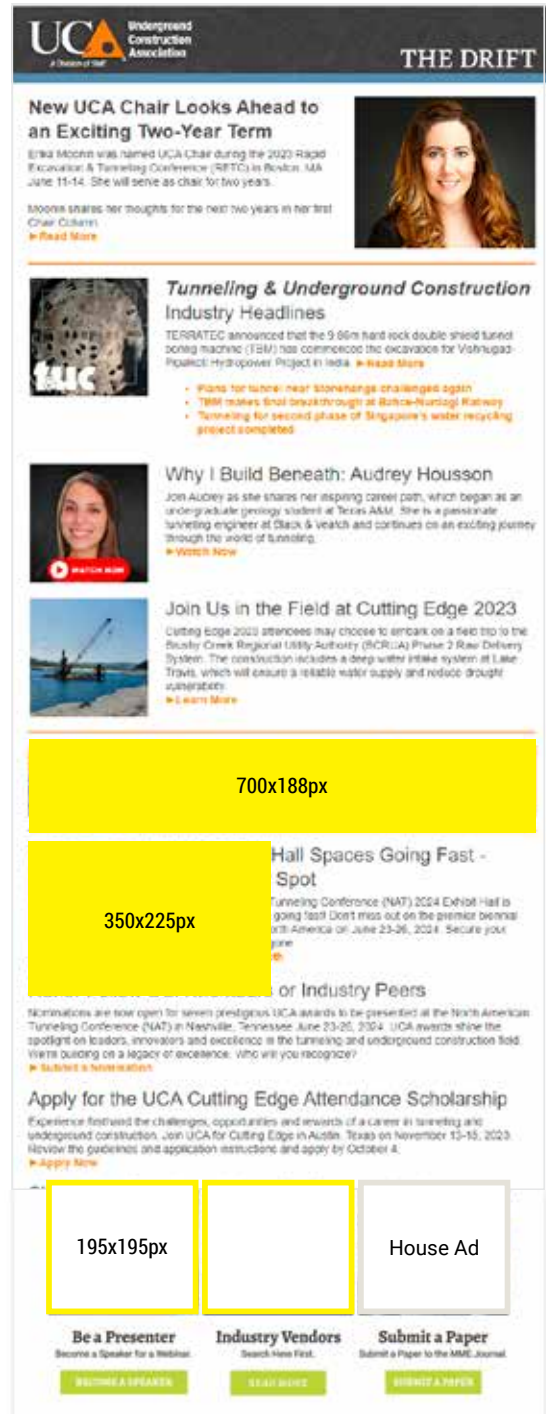 UCA
Underground
Construction
Association
A Division of SME
THE DRIFT
New UCA Chair Looks Ahead to
an Exciting Two-Year Term
Erika Moonin was named UCA Chair during the 2023 Rapid
Excavation & Tunneling Conference (RETC) in Boston, MA
June 11-14. She will serve as chair for two years.
Moonin shares her thoughts for the next two years in her first
Chair Column.
►Read More
Tunneling & Underground Construction
Industry Headlines
TERRATEC announced that the 9.86m hard rock double shield tunnel
boring machine (TBM) has commenced the excavation for Vishnugad-
Pipalkoti Hydropower Project in India. ►Read More
tuc
• Plans for tunnel near Stonehenge challenged again
• TBM makes final breakthrough at Bahce-Nurdagi Railway
• Tunneling for second phase of Singapore's water recycling
project completed
Why I Build Beneath: Audrey Housson
Join Audrey as she shares her inspiring career path, which began as an
undergraduate geology student at Texas A&M. She is a passionate
tunneling engineer at Black & Veatch and continues on an exciting journey
through the world of tunneling.
►Watch Now
WATCH NOW
Join Us in the Field at Cutting Edge 2023
Cutting Edge 2023 attendees may choose to embark on a field trip to the
Brushy Creek Regional Utility Authority (BCRUA) Phase 2 Raw Delivery
System. The construction includes a deep water intake system at Lake
Travis, which will ensure a reliable water supply and reduce drought
vulnerability.
►Learn More
700x188px
Hall Spaces Going Fast -
Spot
350x225px
Tunneling Conference (NAT) 2024 Exhibit Hall is
going fast! Don't miss out on the premier biennial
North America on June 23-26, 2024. Secure your
or Industry Peers
Nominations are now open for seven prestigious UCA awards to be presented at the North American
Tunneling Conference (NAT) in Nashville, Tennessee June 23-26, 2024. UCA awards shine the
spotlight on leaders, innovators and excellence in the tunneling and underground construction field.
We're building on a legacy of excellence. Who will you recognize?
►Submit a Nomination
Apply for the UCA Cutting Edge Attendance Scholarship
Experience firsthand the challenges, opportunities and rewards of a career in tunneling and
underground construction. Join UCA for Cutting Edge in Austin, Texas on November 13-15, 2023.
Review the guidelines and application instructions and apply by October 4.
►Apply Now
195x195px
House Ad
Be a Presenter
Become a Speaker for a Webinar.
BECOME A SPEAKER
Industry Vendors
Search Here First.
READ MORE
Submit a Paper
Submit a Paper to the MME Journal.
SUBMIT A PAPER